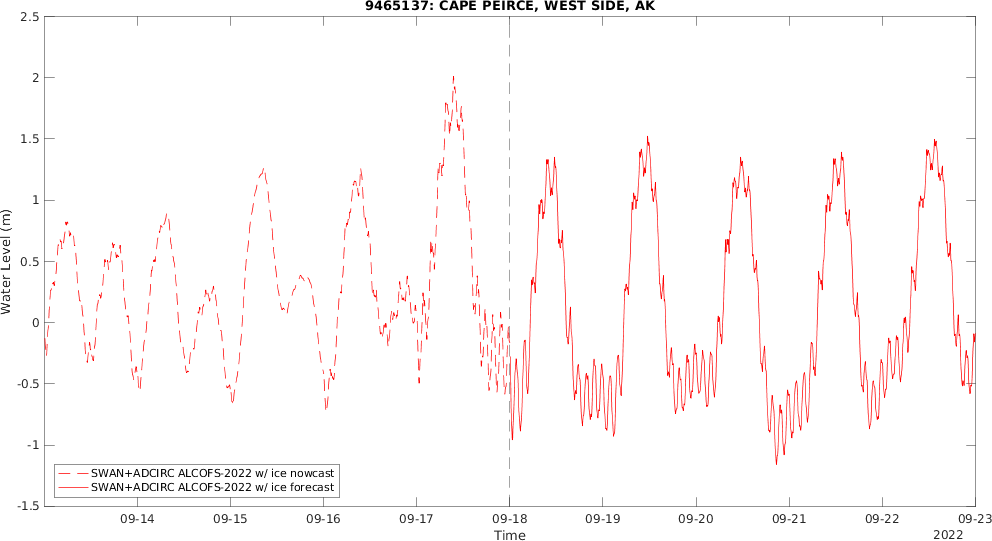 9465137: CAPE PEIRCE, WEST SIDE, AK
2.5
2
1.5
1
0.5
0
-0.5
-1
-1.5
Water Level (m)
SWAN+ADCIRC ALCOFS-2022 w/ ice nowcast
SWAN+ADCIRC ALCOFS-2022 w/ ice forecast
09-14 09-15 09-16 09-17 09-18 09-19 09-20 09-21 09-22 09-23
Time
2022